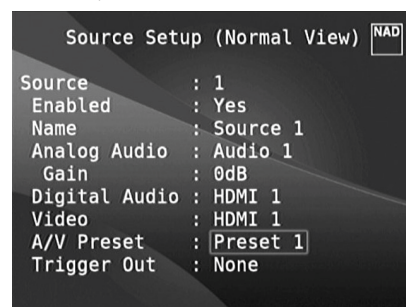 Source Setup (Normal View) NAD
Source : 1
Enabled : Yes
Name : Source 1
Analog Audio : Audio 1
Gain : 0dB
Digital Audio : HDMI 1
Video : HDMI 1
A/V Preset : Preset 1
Trigger Out : None